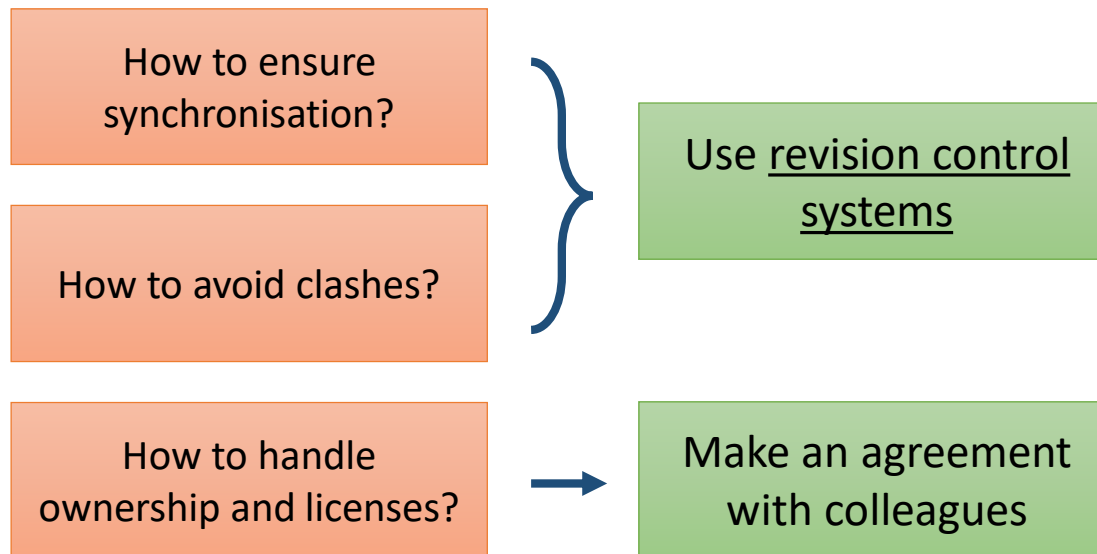 How to ensure
synchronisation?
Use revision control
systems
How to avoid clashes?
How to handle
ownership and licenses?
Make an agreement
with colleagues